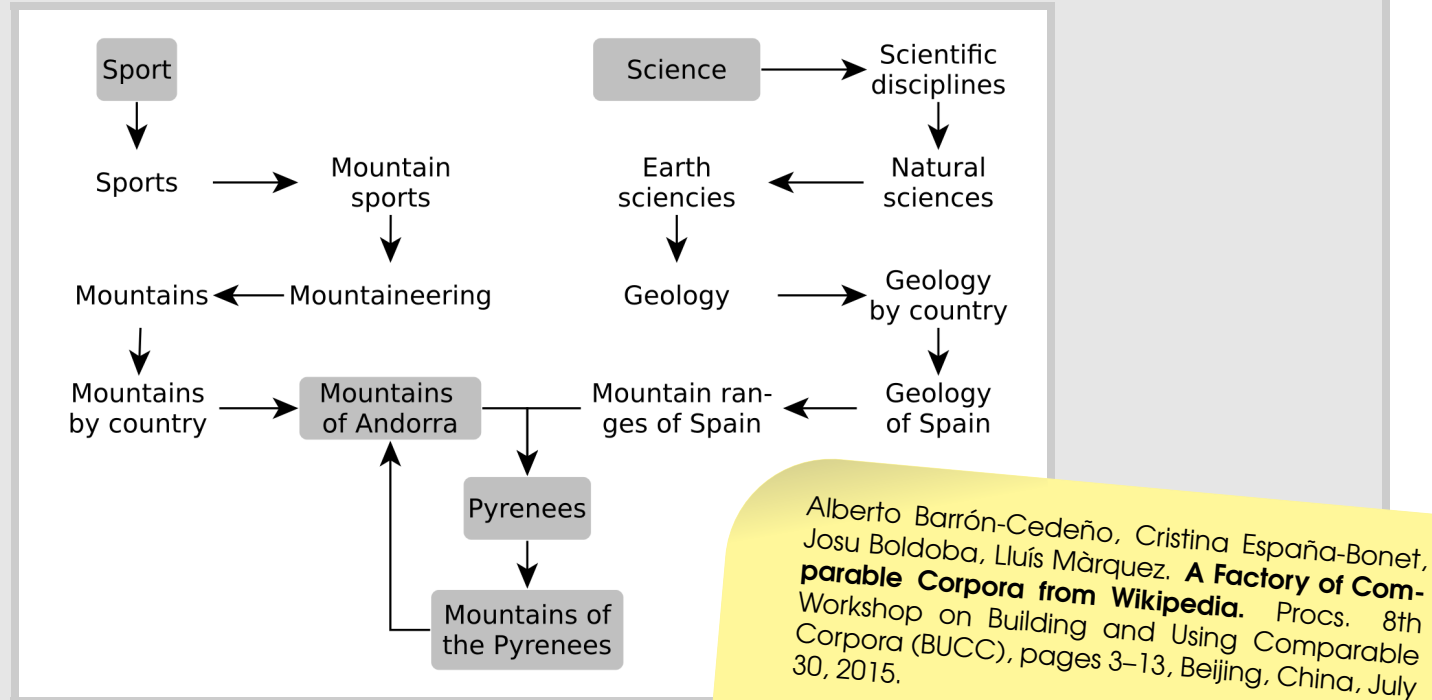 Sport
Science
Scientific
disciplines
Sports
Mountain
sports
Earth
sciencies
Natural
sciences
Mountains
Mountaineering
Geology
Geology
by country
Mountains
by country
Mountains
of Andorra
Mountain ran-
ges of Spain
Geology
of Spain
Pyrenees
Mountains of
the Pyrenees
Alberto Barrón-Cedeño, Cristina España-Bonet,
Josu Boldoba, Lluís Màrquez. A Factory of Com-
parable Corpora from Wikipedia. Procs. 8th
Workshop on Building and Using Comparable
Corpora (BUCC), pages 3–13, Beijing, China, July
30, 2015.